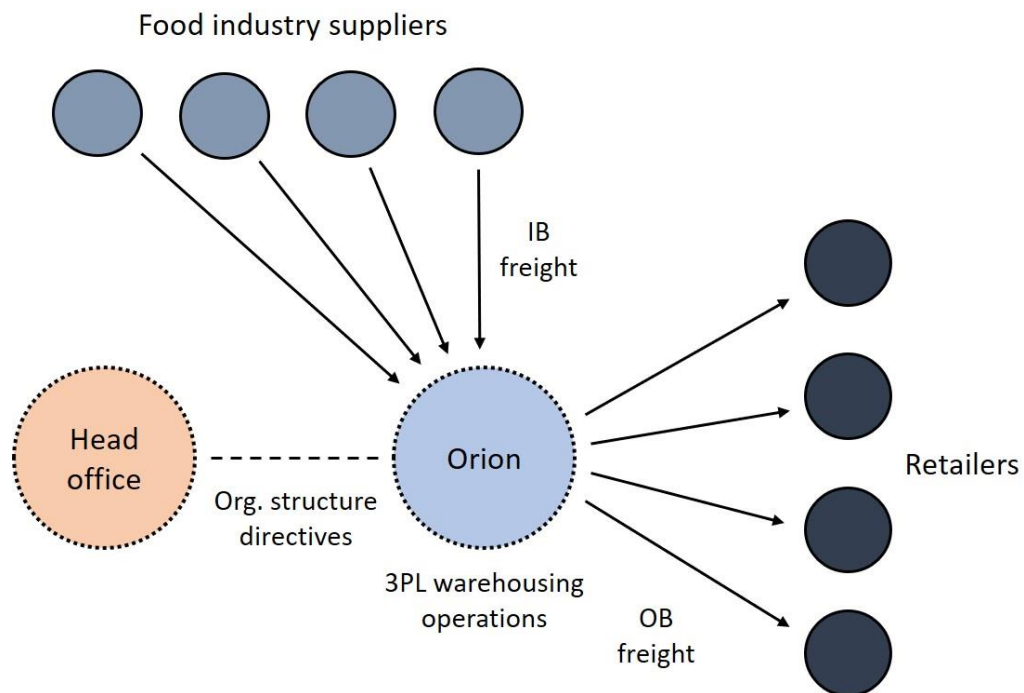 Food industry suppliers
IB
freight
Head
office
Org. structure
directives
Orion
3PL warehousing
operations
Retailers
OB
freight